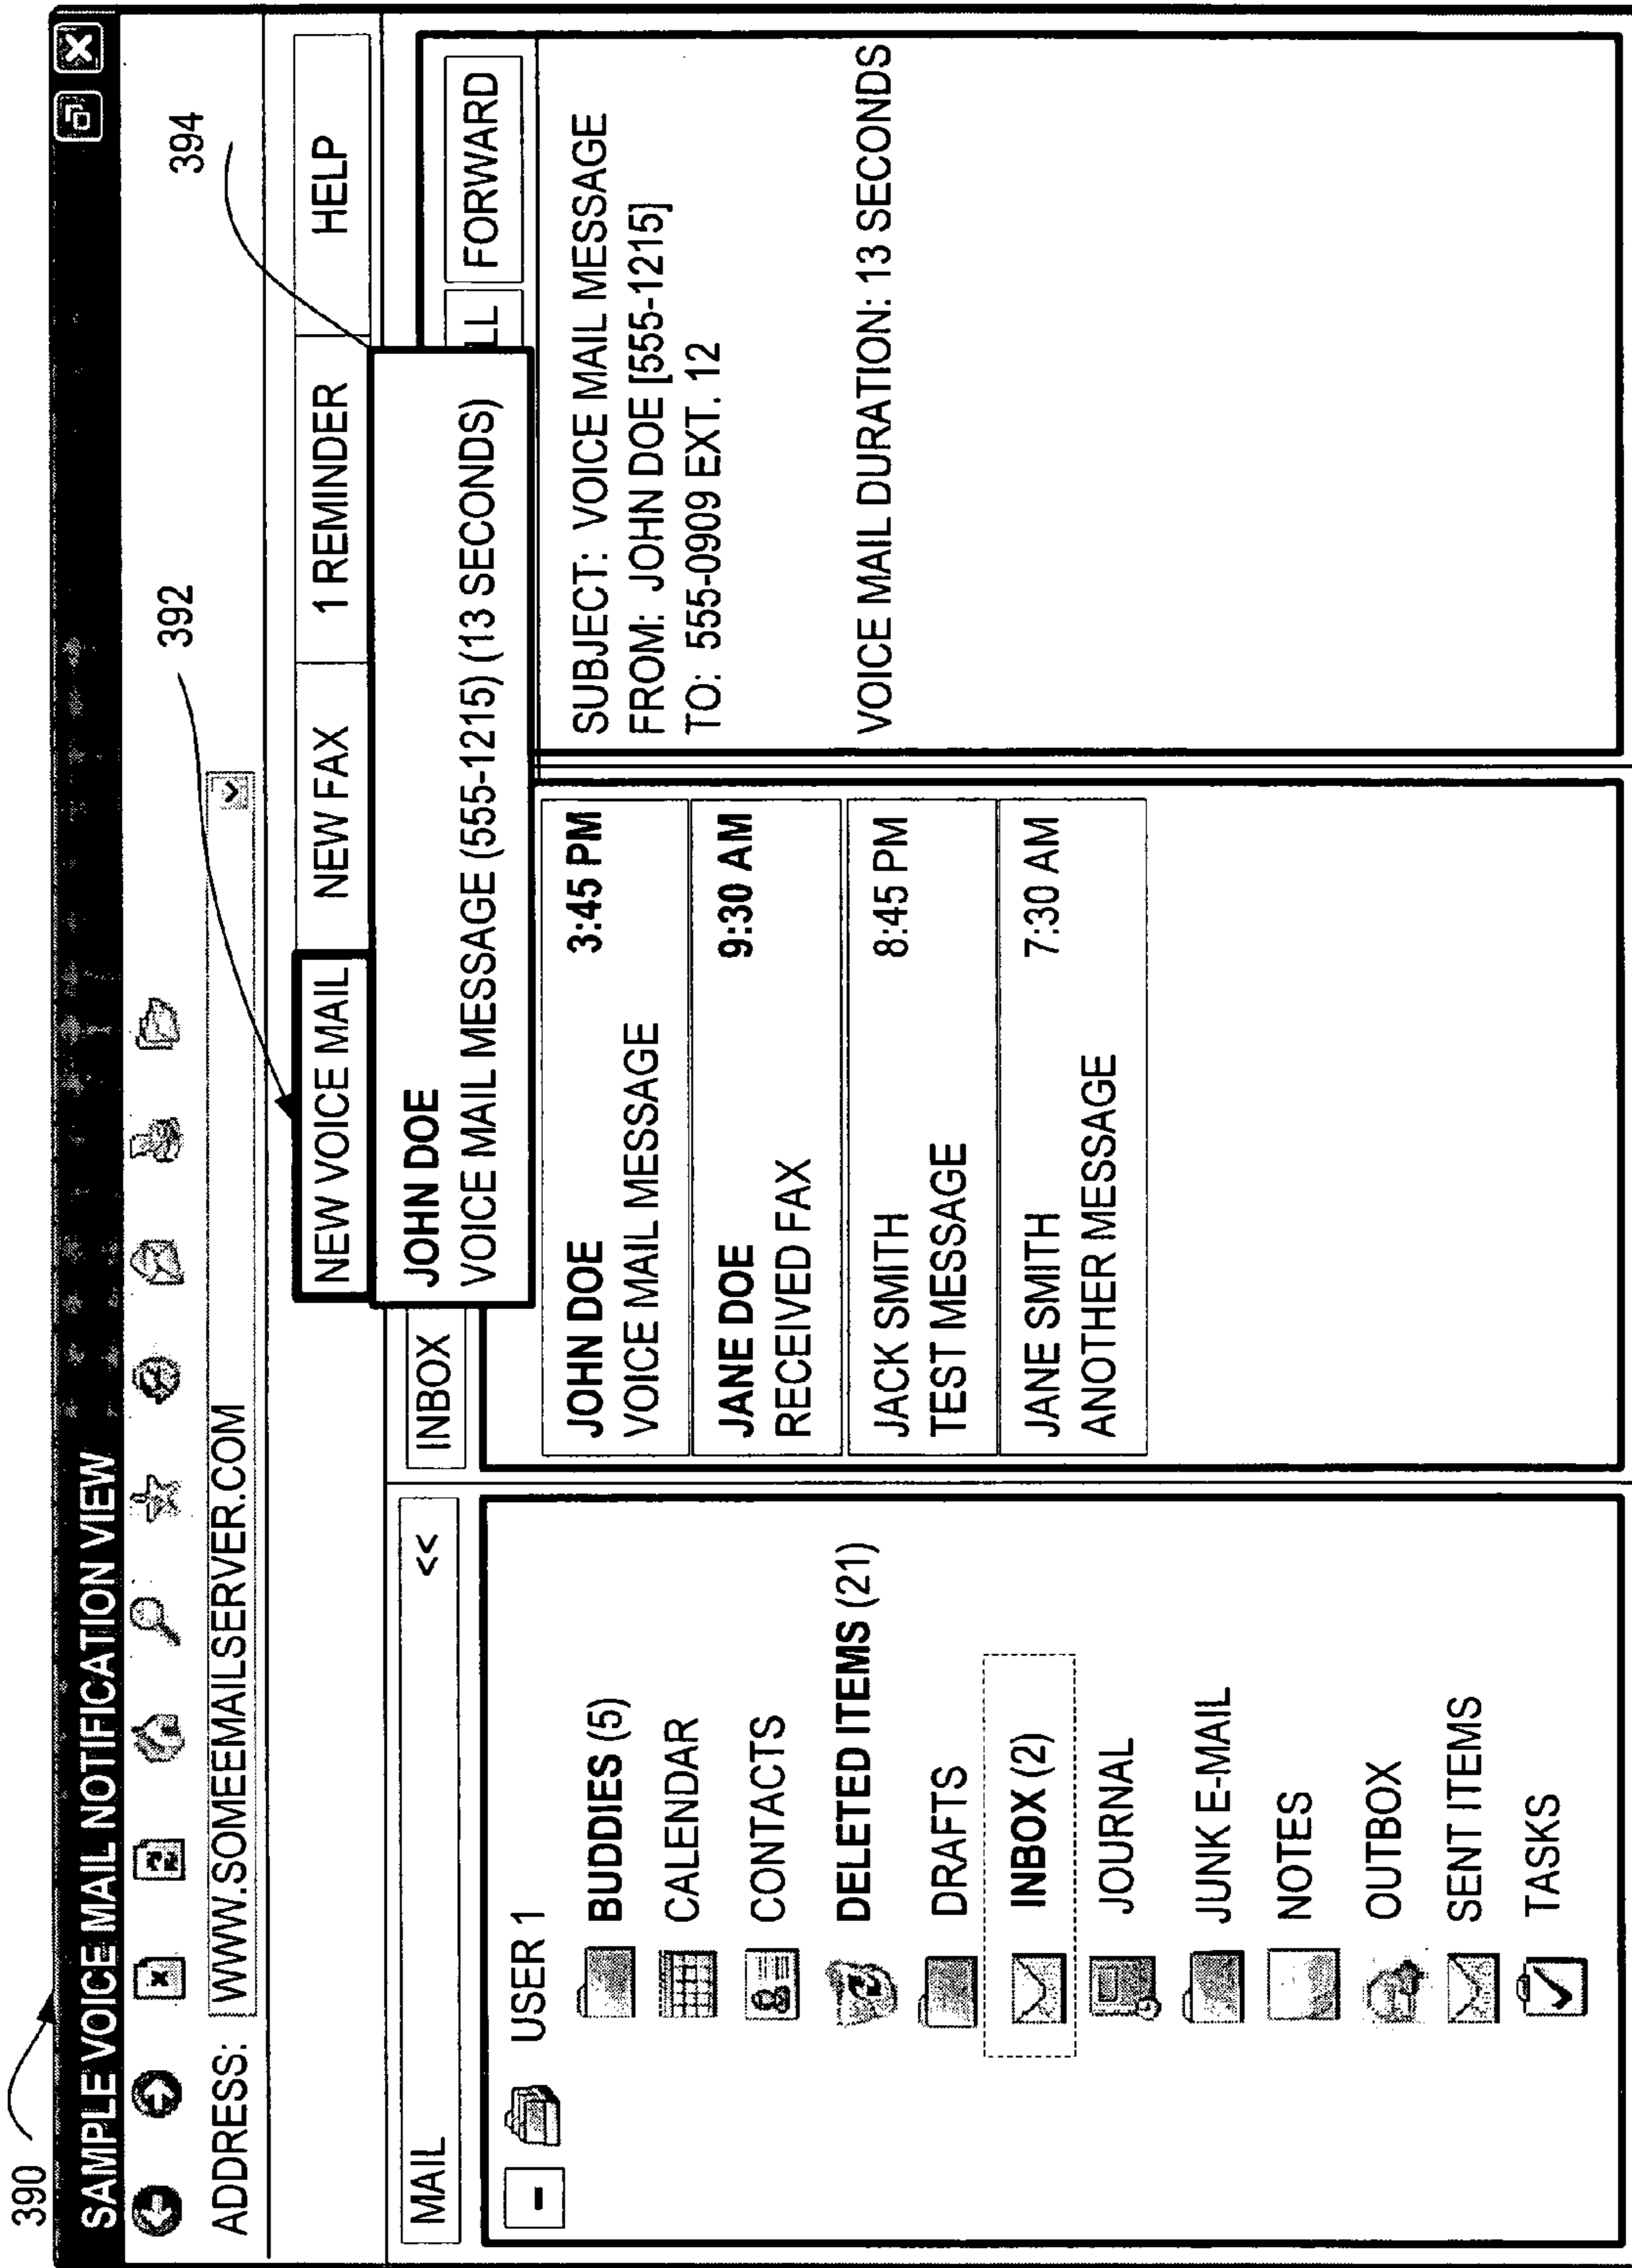 390
SAMPLE VOICE MAIL NOTIFICATION VIEW
ADDRESS: WWW.SOMEEMAILSERVER.COM
392
394
NEW VOICE MAIL
NEW FAX
1 REMINDER
HELP
JOHN DOE
VOICE MAIL MESSAGE (555-1215) (13 SECONDS)
MAIL <<
USER 1
BUDDIES (5)
CALENDAR
CONTACTS
DELETED ITEMS (21)
DRAFTS
INBOX (2)
JOURNAL
JUNK E-MAIL
NOTES
OUTBOX
SENT ITEMS
TASKS
INBOX
JOHN DOE 3:45 PM
VOICE MAIL MESSAGE
JANE DOE 9:30 AM
RECEIVED FAX
JACK SMITH 8:45 PM
TEST MESSAGE
JANE SMITH 7:30 AM
ANOTHER MESSAGE
LL
FORWARD
SUBJECT: VOICE MAIL MESSAGE
FROM: JOHN DOE [555-1215]
TO: 555-0909 EXT. 12
VOICE MAIL DURATION: 13 SECONDS